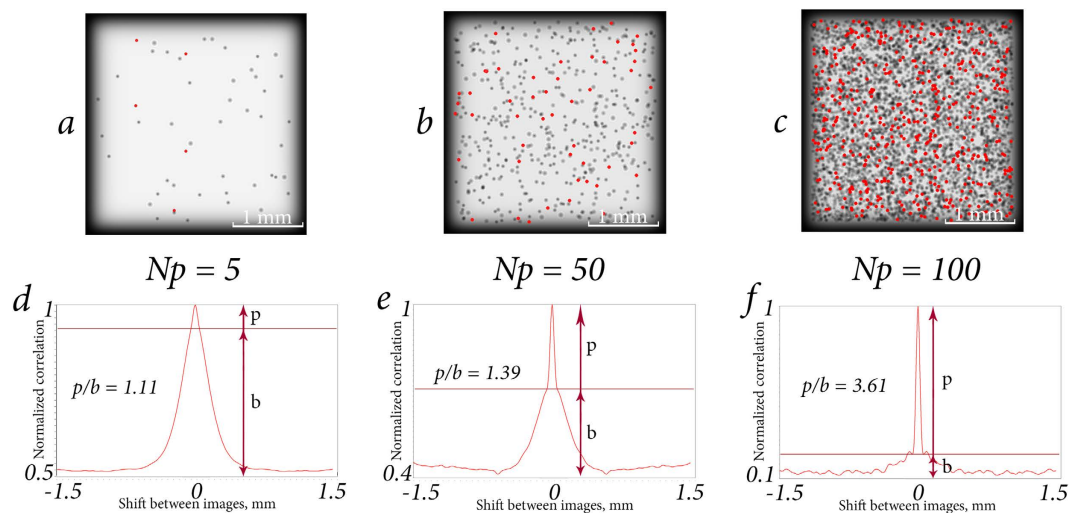 a
b
c
1 mm
1 mm
1 mm
Np = 5
Np = 50
Np = 100
d
1
Normalized correlation
p
p/b = 1.11
b
0.5
-1.5
0
1.5
Shift between images, mm
e
1
Normalized correlation
p
p/b = 1.39
b
0.4
-1.5
0
1.5
Shift between images, mm
f
1
Normalized correlation
p
p/b = 3.61
b
0.1
-1.5
0
1.5
Shift between images, mm